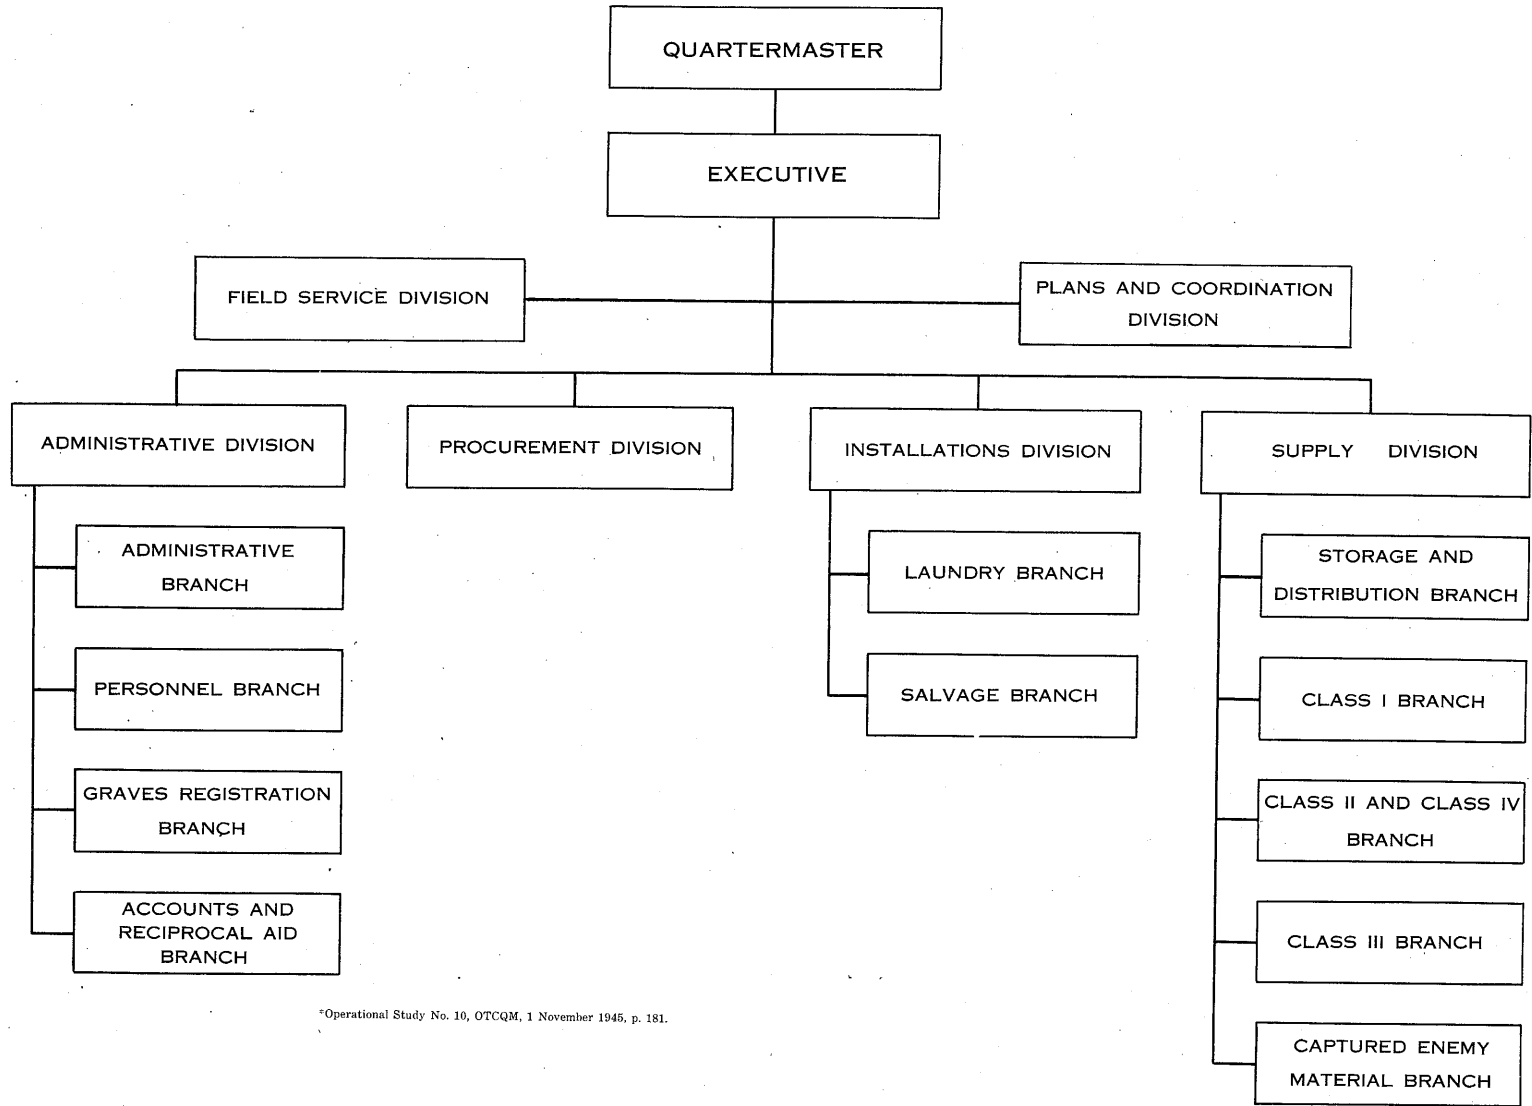 QUARTERMASTER
EXECUTIVE
FIELD SERVICE DIVISION
PLANS AND COORDINATION
DIVISION
ADMINISTRATIVE DIVISION
PROCUREMENT DIVISION
INSTALLATIONS DIVISION
SUPPLY DIVISION
ADMINISTRATIVE
BRANCH
PERSONNEL BRANCH
GRAVES REGISTRATION
BRANCH
ACCOUNTS AND
RECIPROCAL AID
BRANCH
LAUNDRY BRANCH
SALVAGE BRANCH
STORAGE AND
DISTRIBUTION BRANCH
CLASS I BRANCH
CLASS II AND CLASS IV
BRANCH
CLASS III BRANCH
CAPTURED ENEMY
MATERIAL BRANCH
*Operational Study No. 10, OTCQM, 1 November 1945, p. 181.